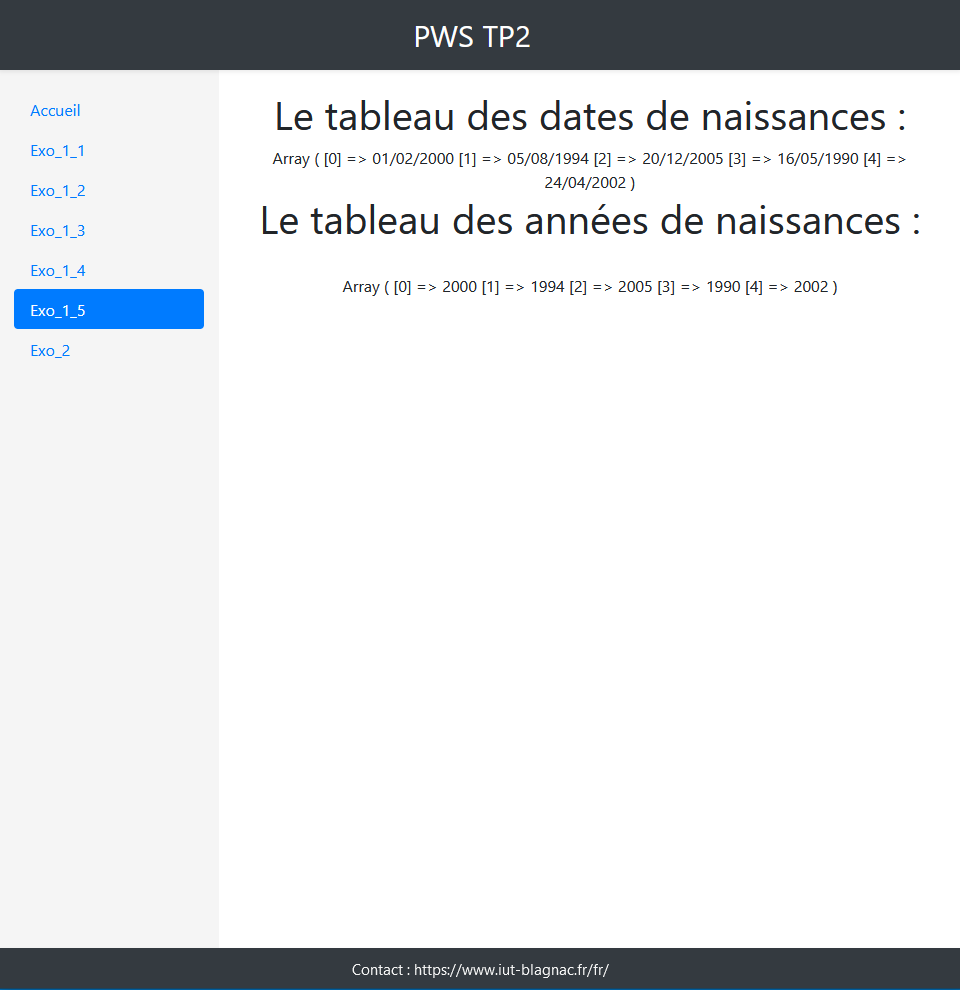 PWS TP2
Accueil
Exo_1_1
Exo_1_2
Exo_1_3
Exo_1_4
Exo_1_5
Exo_2
Le tableau des dates de naissances :
Array ( [0] => 01/02/2000 [1] => 05/08/1994 [2] => 20/12/2005 [3] => 16/05/1990 [4] =>
24/04/2002 )
Le tableau des années de naissances :
Array ( [0] => 2000 [1] => 1994 [2] => 2005 [3] => 1990 [4] => 2002 )
Contact : https://www.iut-blagnac.fr/fr/